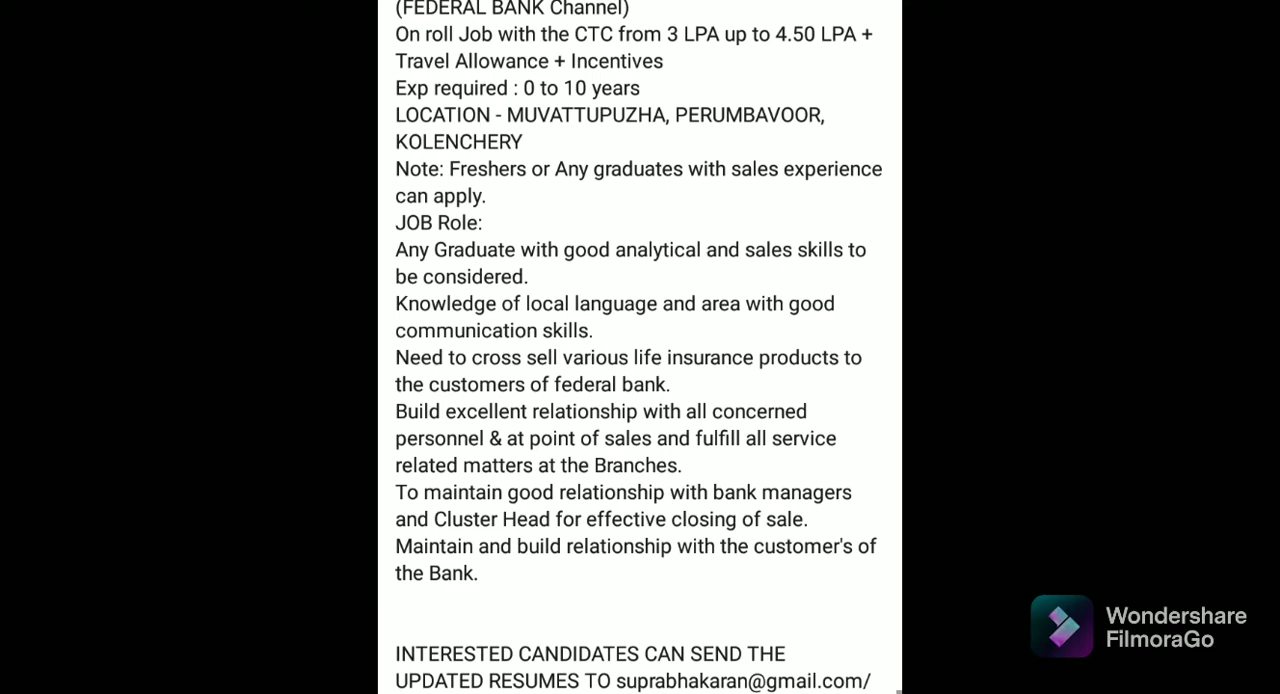 (FEDERAL BANK Channel)
On roll Job with the CTC from 3 LPA up to 4.50 LPA +
Travel Allowance + Incentives
Exp required : 0 to 10 years
LOCATION - MUVATTUPUZHA, PERUMBAVOOR,
KOLENCHERY
Note: Freshers or Any graduates with sales experience
can apply.
JOB Role:
Any Graduate with good analytical and sales skills to
be considered.
Knowledge of local language and area with good
communication skills.
Need to cross sell various life insurance products to
the customers of federal bank.
Build excellent relationship with all concerned
personnel & at point of sales and fulfill all service
related matters at the Branches.
To maintain good relationship with bank managers
and Cluster Head for effective closing of sale.
Maintain and build relationship with the customer's of
the Bank.
INTERESTED CANDIDATES CAN SEND THE
UPDATED RESUMES TO suprabhakaran@gmail.com/
Wondershare
FilmoraGo